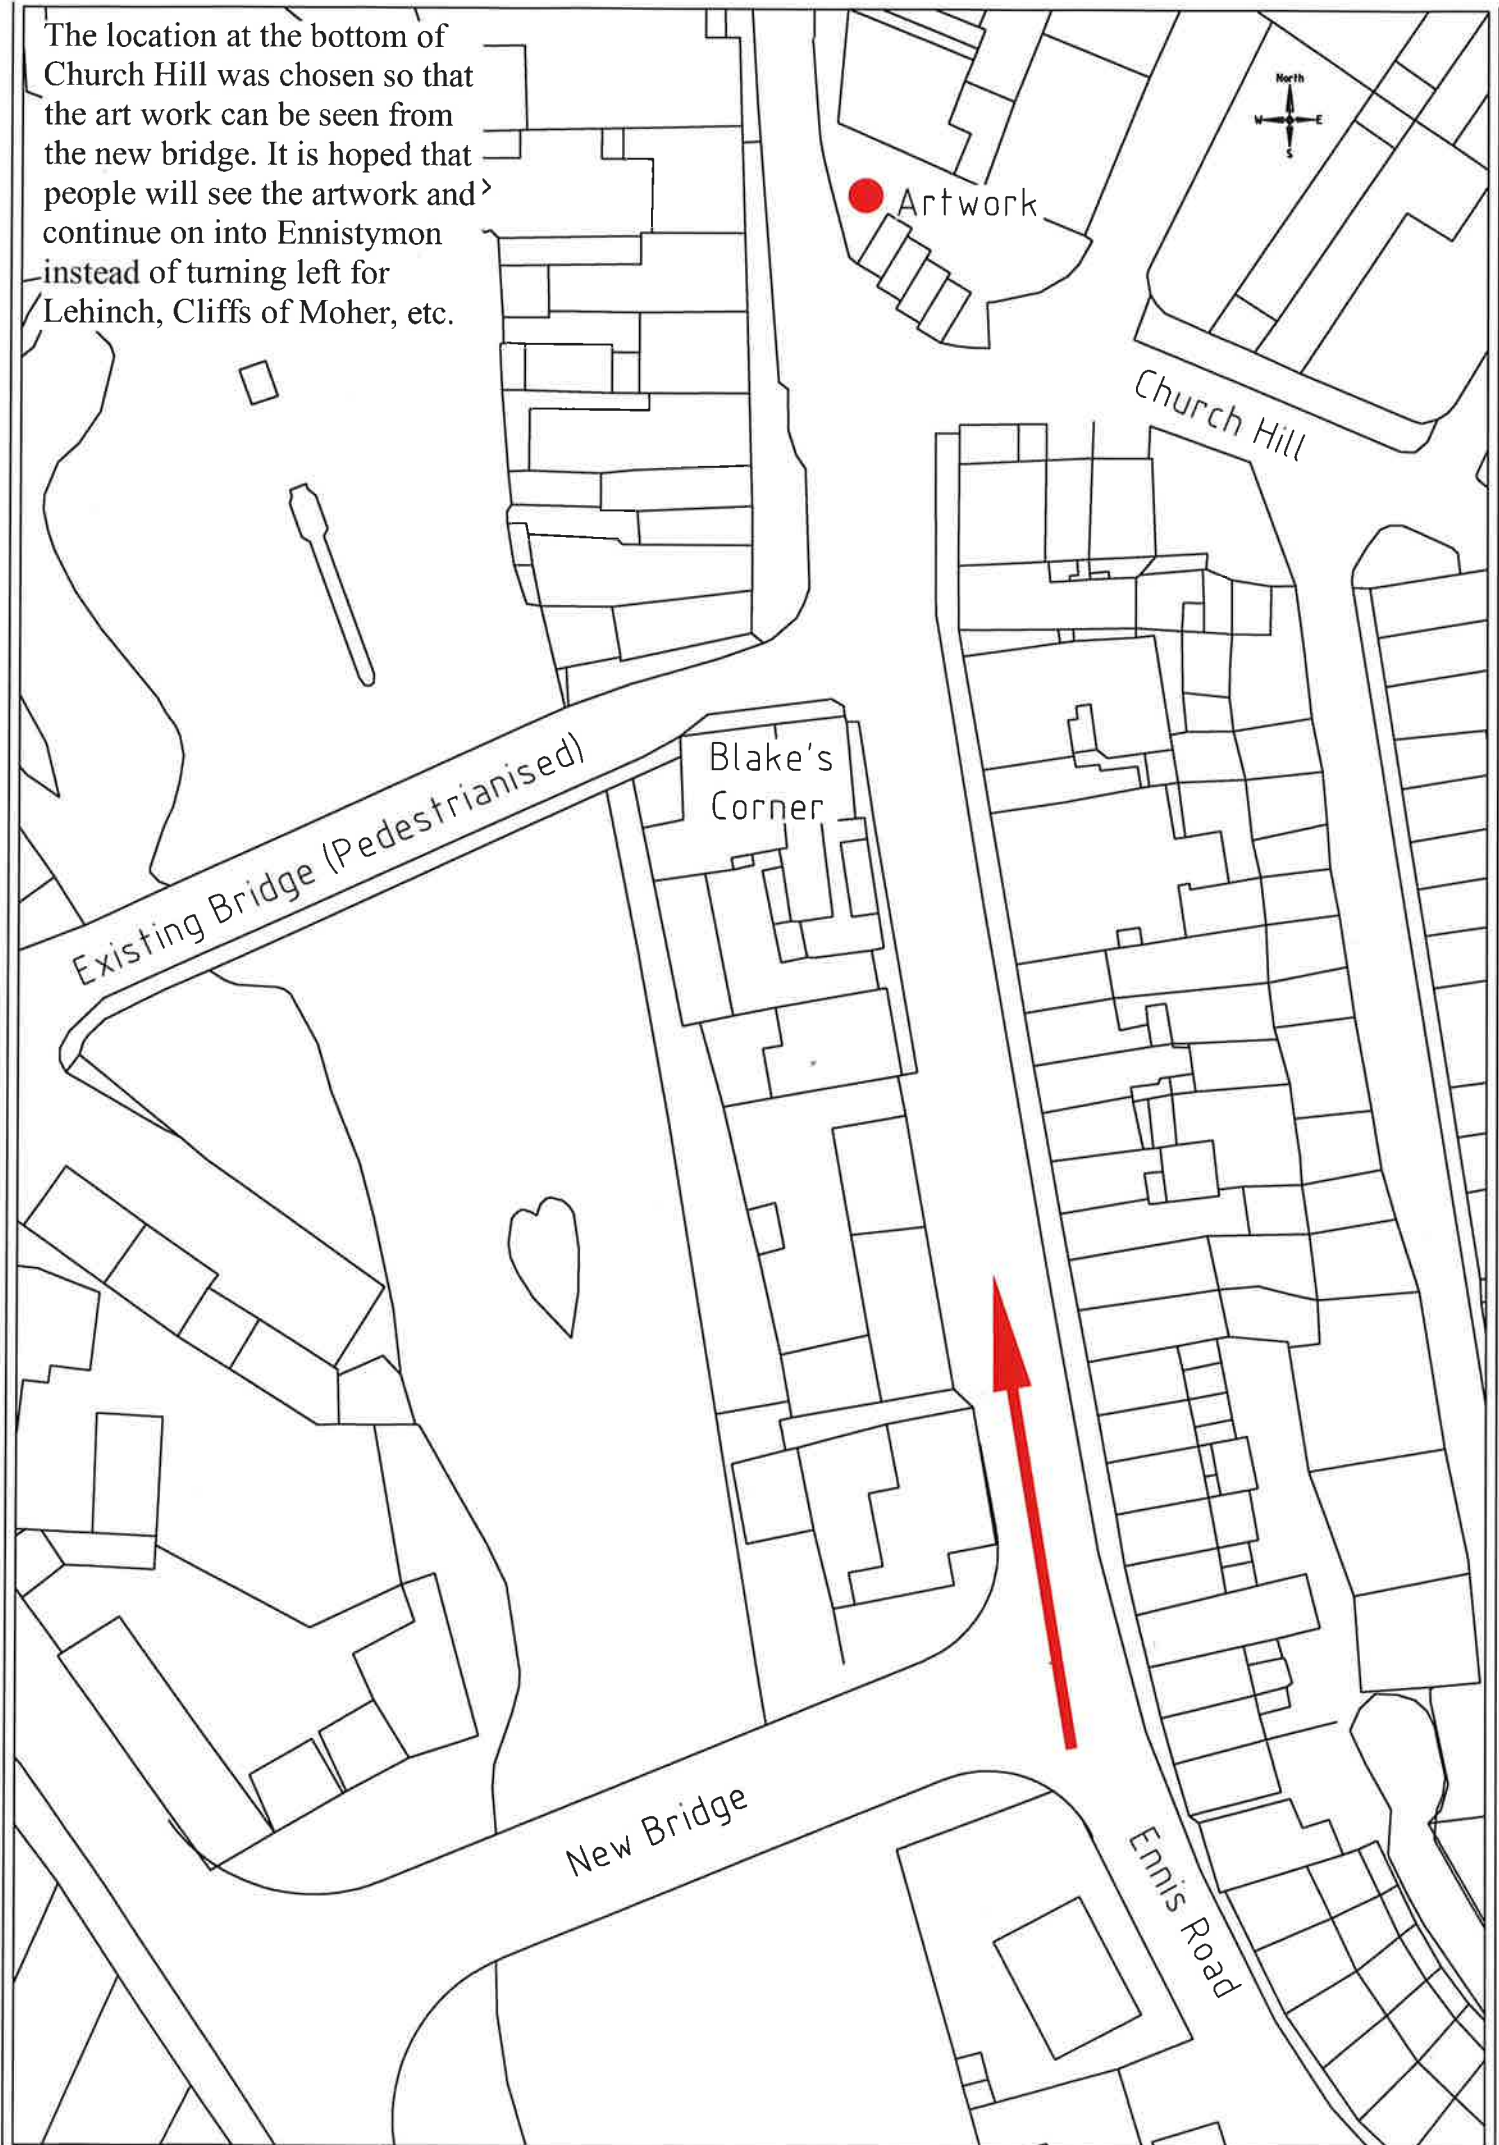 The location at the bottom of
Church Hill was chosen so that
the art work can be seen from
the new bridge. It is hoped that
people will see the artwork and
continue on into Ennistymon
instead of turning left for
Lehinch, Cliffs of Moher, etc.
North
W E
S
Artwork
Church Hill
Blake's
Corner
Existing Bridge (Pedestrianised)
New Bridge
Ennis Road